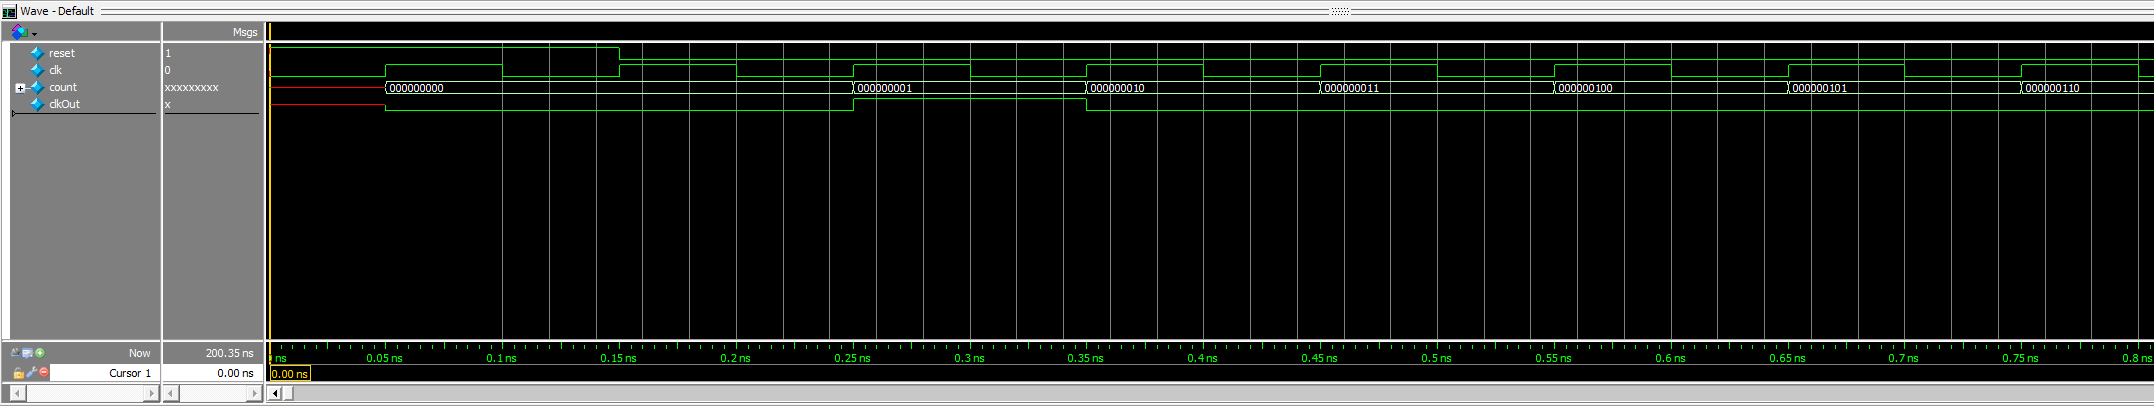 Wave - Default
Msgs
reset 1
clk 0
count xxxxxxxxx 000000000 000000001 000000010 000000011 000000100 000000101 000000110
clkOut x
Now 200.35 ns ns 0.05 ns 0.1 ns 0.15 ns 0.2 ns 0.25 ns 0.3 ns 0.35 ns 0.4 ns 0.45 ns 0.5 ns 0.55 ns 0.6 ns 0.65 ns 0.7 ns 0.75 ns 0.8 ns
Cursor 1 0.00 ns 0.00 ns